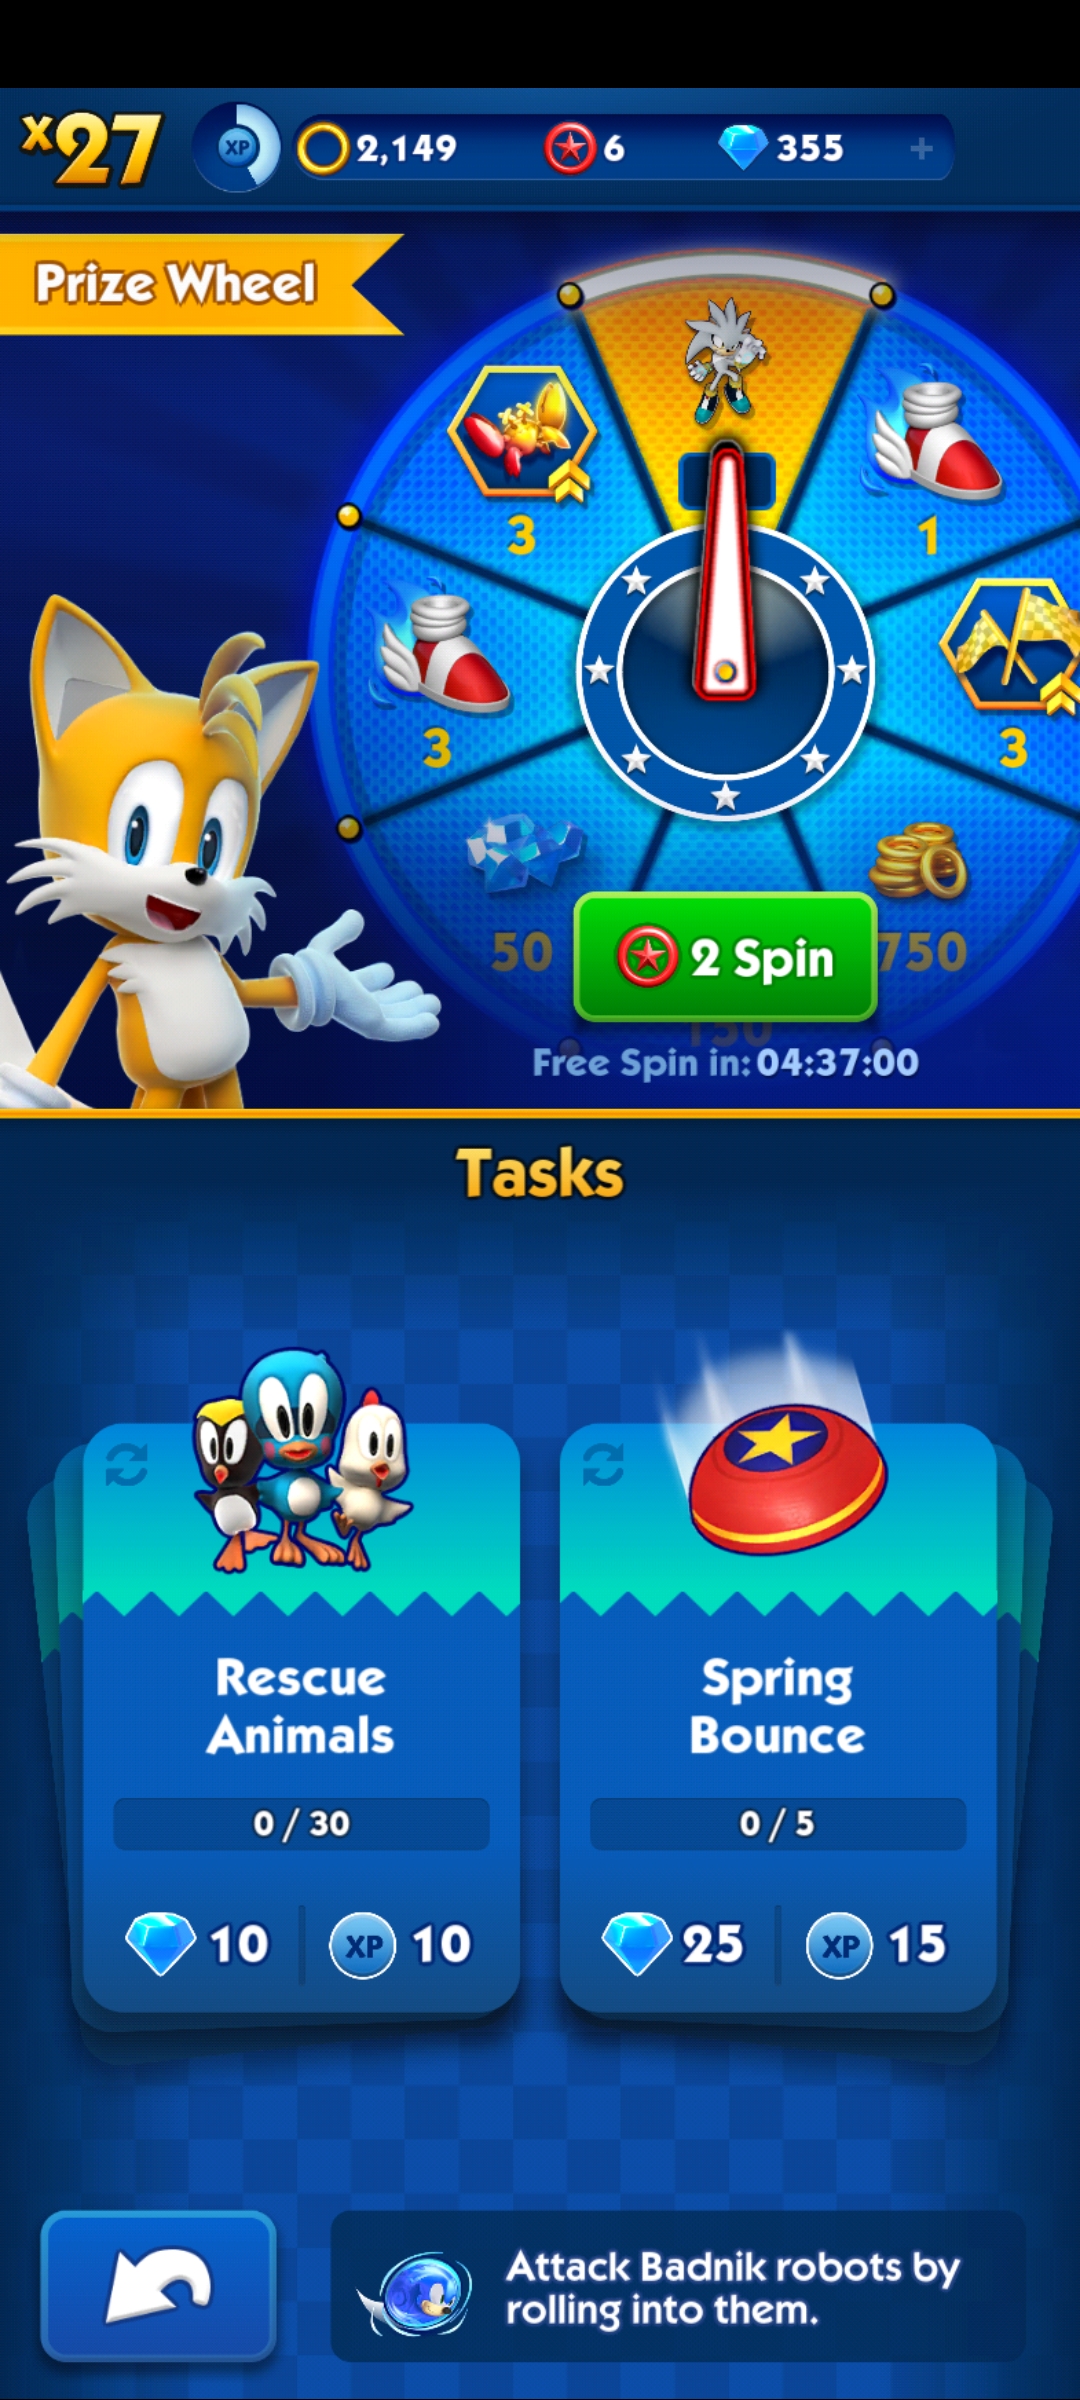 x27
XP
2,149
6
355
+
Prize Wheel
3
1
3
3
50
750
2 Spin
150
Free Spin in: 04:37:00
Tasks
Rescue
Animals
0 / 30
10
XP 10
Spring
Bounce
0 / 5
25
XP 15
Attack Badnik robots by
rolling into them.